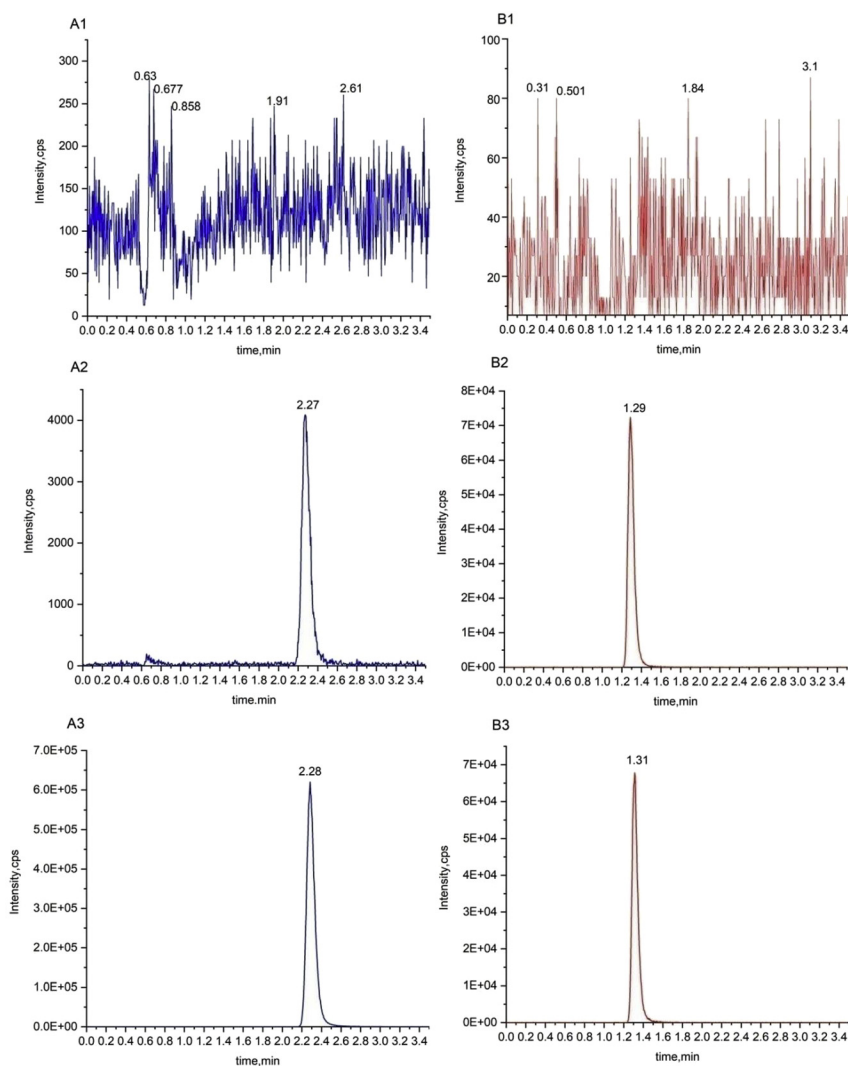 A1
300
250
200
150
100
50
0
Intensity,cps
0.63
0.677
0.858
1.91
2.61
0.0 0.2 0.4 0.6 0.8 1.0 1.2 1.4 1.6 1.8 2.0 2.2 2.4 2.6 2.8 3.0 3.2 3.4
time,min
B1
100
80
60
40
20
Intensity,cps
0.31
0.501
1.84
3.1
0.0 0.2 0.4 0.6 0.8 1.0 1.2 1.4 1.6 1.8 2.0 2.2 2.4 2.6 2.8 3.0 3.2 3.4
time,min
A2
4000
3000
2000
1000
0
Intensity,cps
2.27
0.0 0.2 0.4 0.6 0.8 1.0 1.2 1.4 1.6 1.8 2.0 2.2 2.4 2.6 2.8 3.0 3.2 3.4
time.min
B2
8E+04
7E+04
6E+04
5E+04
4E+04
3E+04
2E+04
1E+04
0E+00
Intensity,cps
1.29
0.0 0.2 0.4 0.6 0.8 1.0 1.2 1.4 1.6 1.8 2.0 2.2 2.4 2.6 2.8 3.0 3.2 3.4
time,min
A3
7.0E+05
6.0E+05
5.0E+05
4.0E+05
3.0E+05
2.0E+05
1.0E+05
0.0E+00
Intensity,cps
2.28
0.0 0.2 0.4 0.6 0.8 1.0 1.2 1.4 1.6 1.8 2.0 2.2 2.4 2.6 2.8 3.0 3.2 3.4
time,min
B3
7E+04
6E+04
5E+04
4E+04
3E+04
2E+04
1E+04
0E+00
Intensity,cps
1.31
0.0 0.2 0.4 0.6 0.8 1.0 1.2 1.4 1.6 1.8 2.0 2.2 2.4 2.6 2.8 3.0 3.2 3.4
time,min